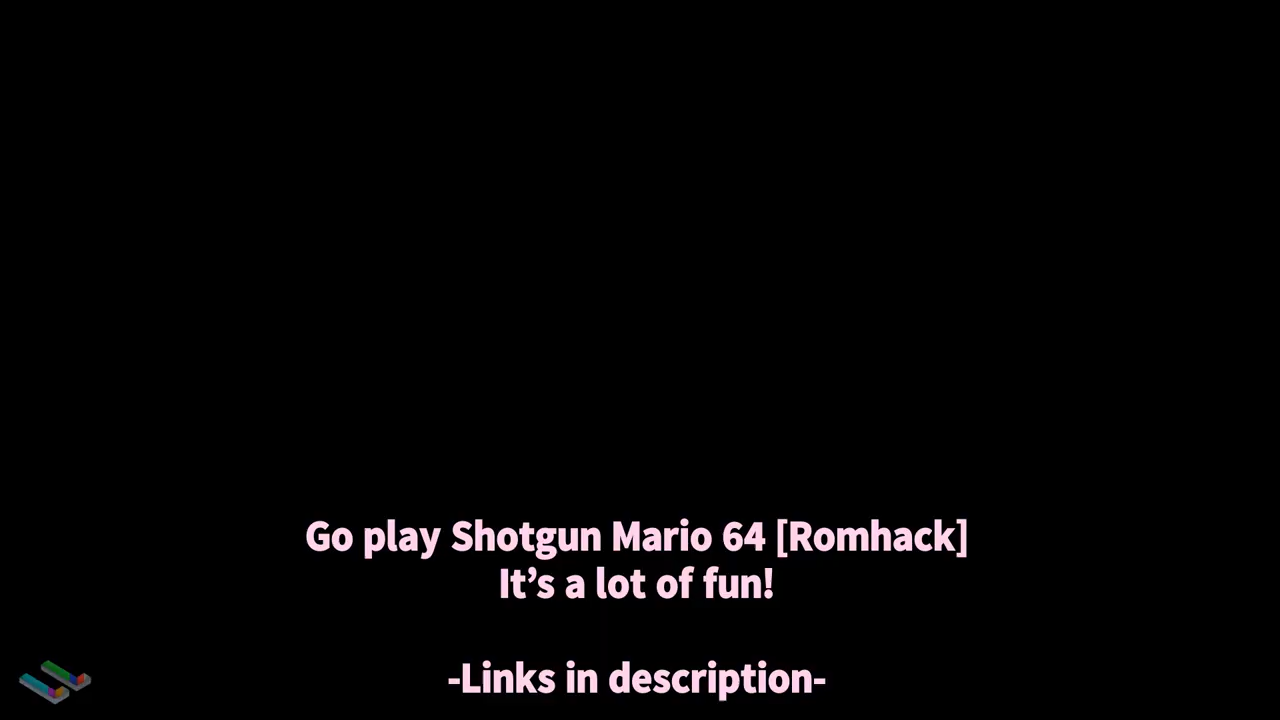 Go play Shotgun Mario 64 [Romhack]
It’s a lot of fun!
-Links in description-